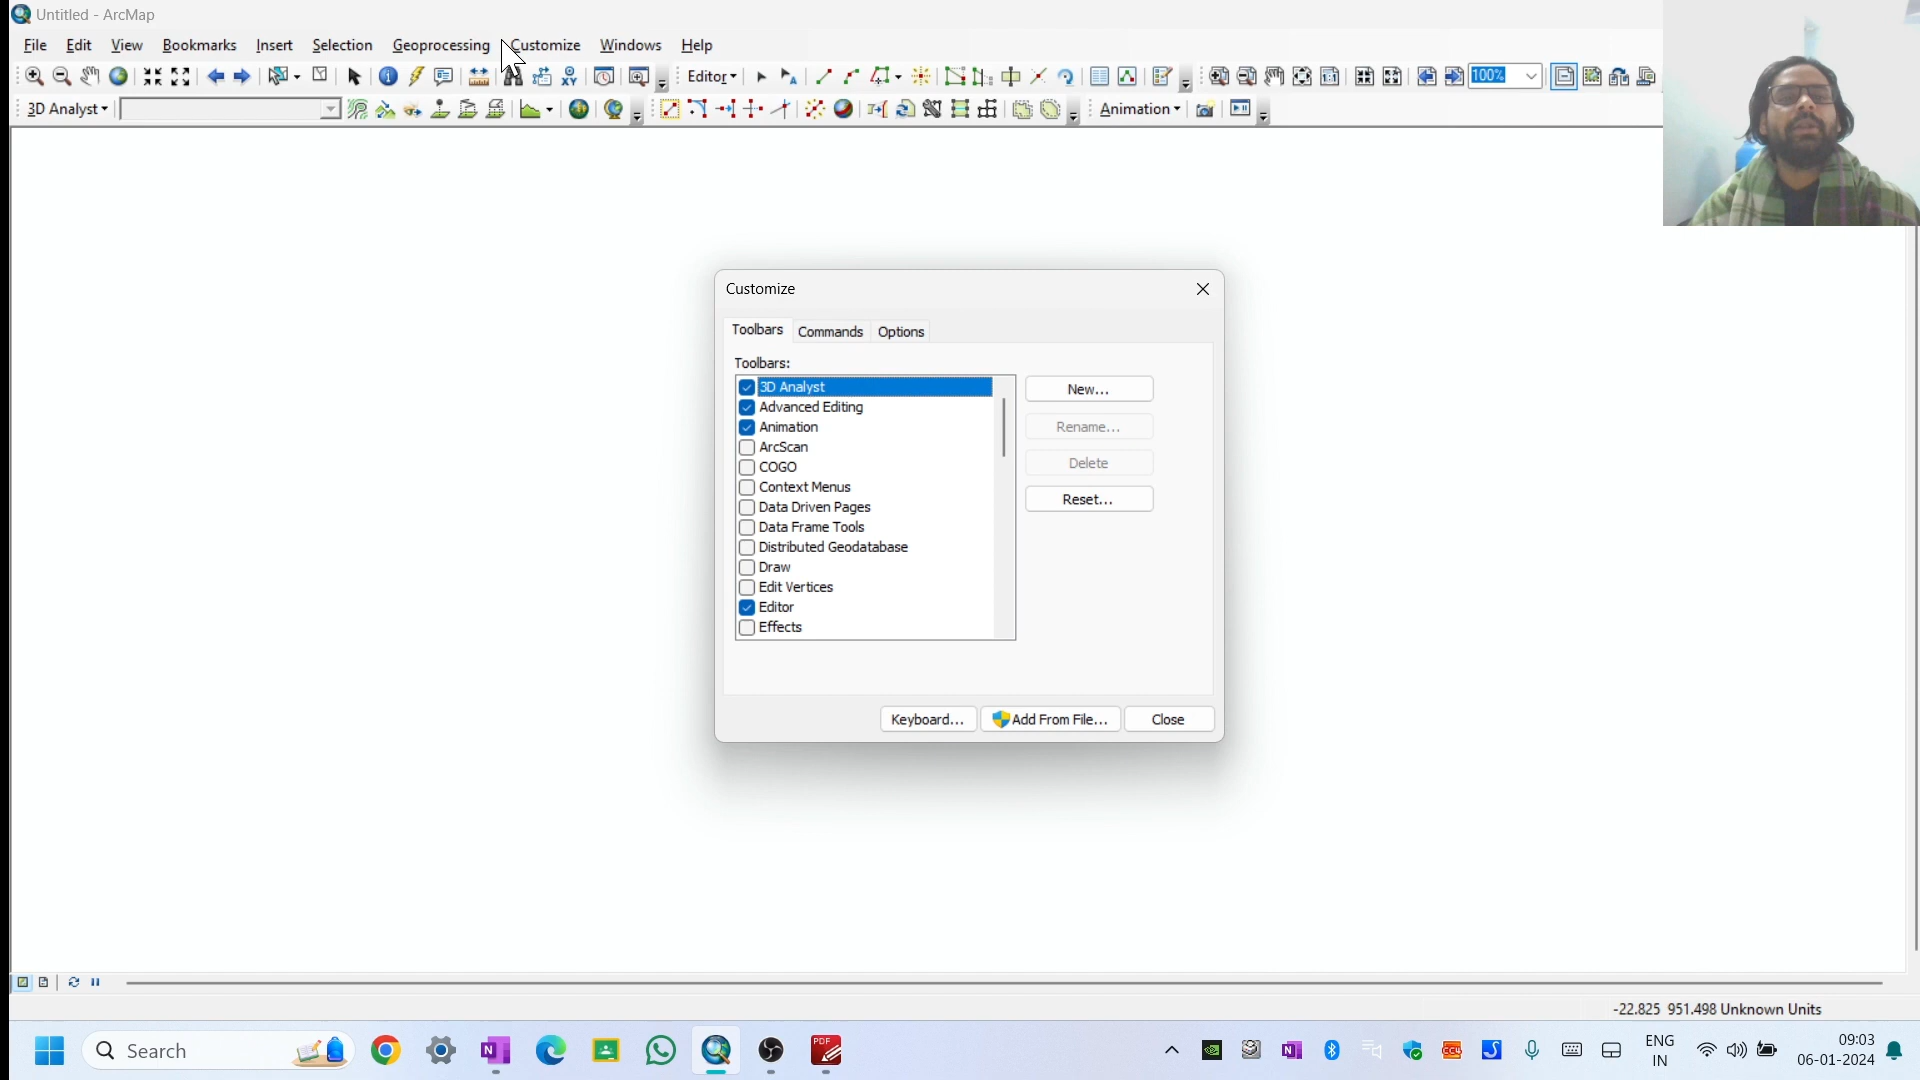 Untitled - ArcMap
File Edit View Bookmarks Insert Selection Geoprocessing Customize Windows Help
Editor 100%
3D Analyst Animation
Customize
Toolbars Commands Options
Toolbars:
3D Analyst
Advanced Editing
Animation
ArcScan
COGO
Context Menus
Data Driven Pages
Data Frame Tools
Distributed Geodatabase
Draw
Edit Vertices
Editor
Effects
New...
Rename...
Delete
Reset...
Keyboard... Add From File... Close
-22.825 951.498 Unknown Units
Search
PDF
ENG
IN
09:03
06-01-2024